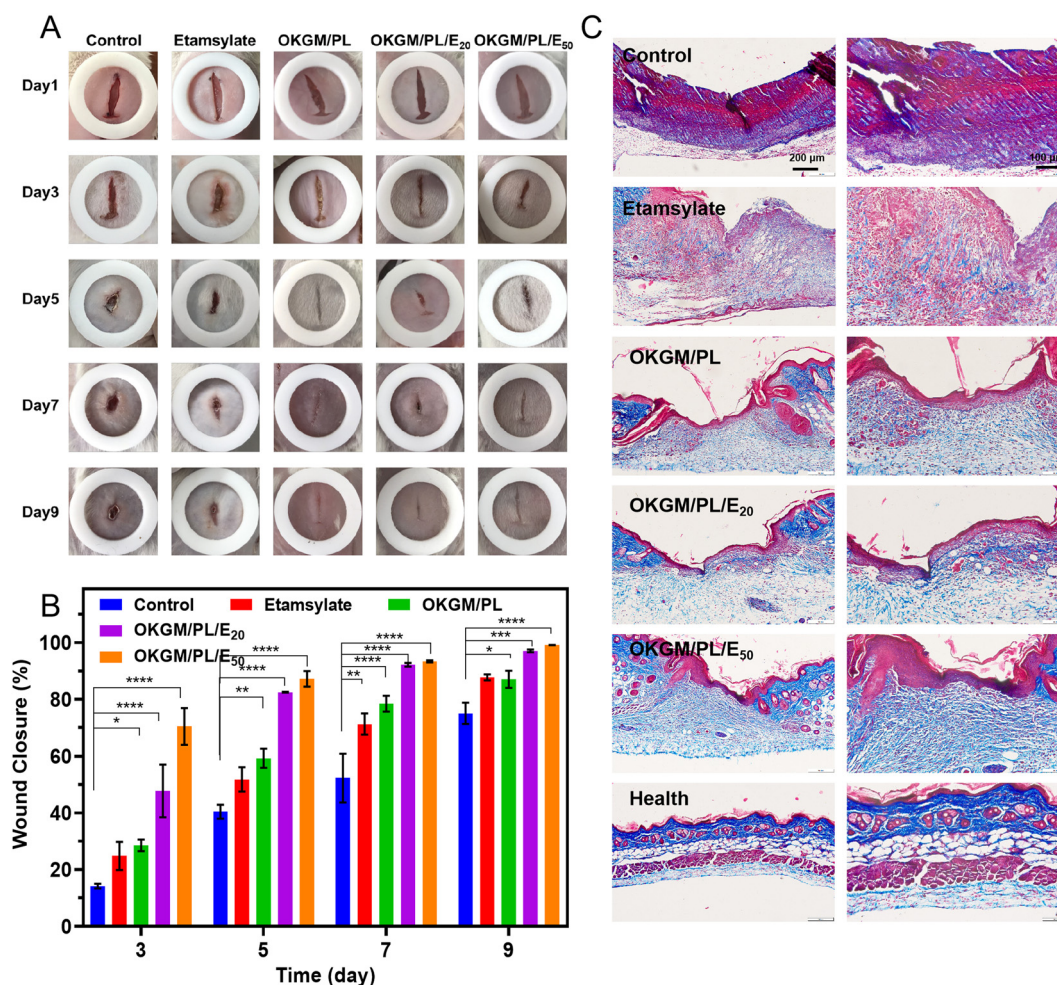 A
Control Etamsylate OKGM/PL OKGM/PL/E20 OKGM/PL/E50
Day1
Day3
Day5
Day7
Day9
B
Control Etamsylate OKGM/PL
OKGM/PL/E20
OKGM/PL/E50
Wound Closure (%)
100
80
60
40
20
0
**** **** *
**** **** **
**** **** **** **
**** *** *
3 5 7 9
Time (day)
C
Control
200 μm
100 μm
Etamsylate
OKGM/PL
OKGM/PL/E20
OKGM/PL/E50
Health